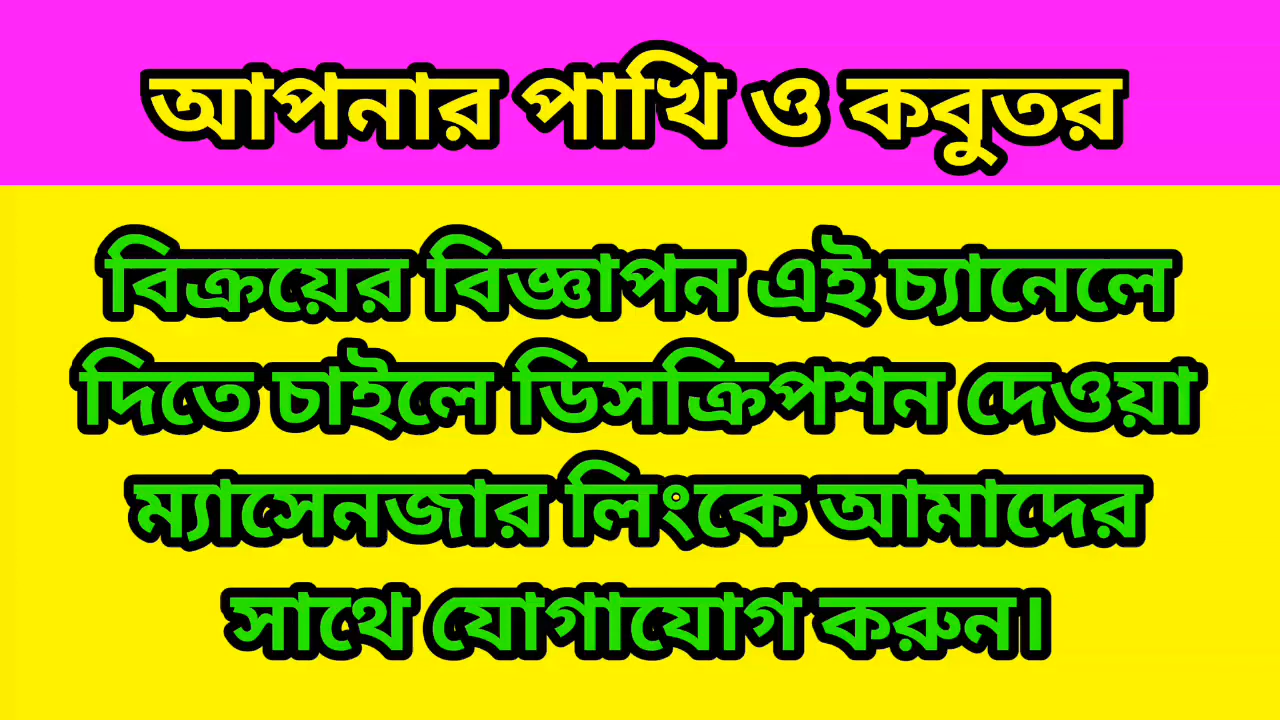 আপনার পাখি ও কবুতর
বিক্রয়ের বিজ্ঞাপন এই চ্যানেলে
দিতে চাইলে ডিসক্রিপশন দেওয়া
ম্যাসেনজার লিংকে আমাদের
সাথে যোগাযোগ করুন।